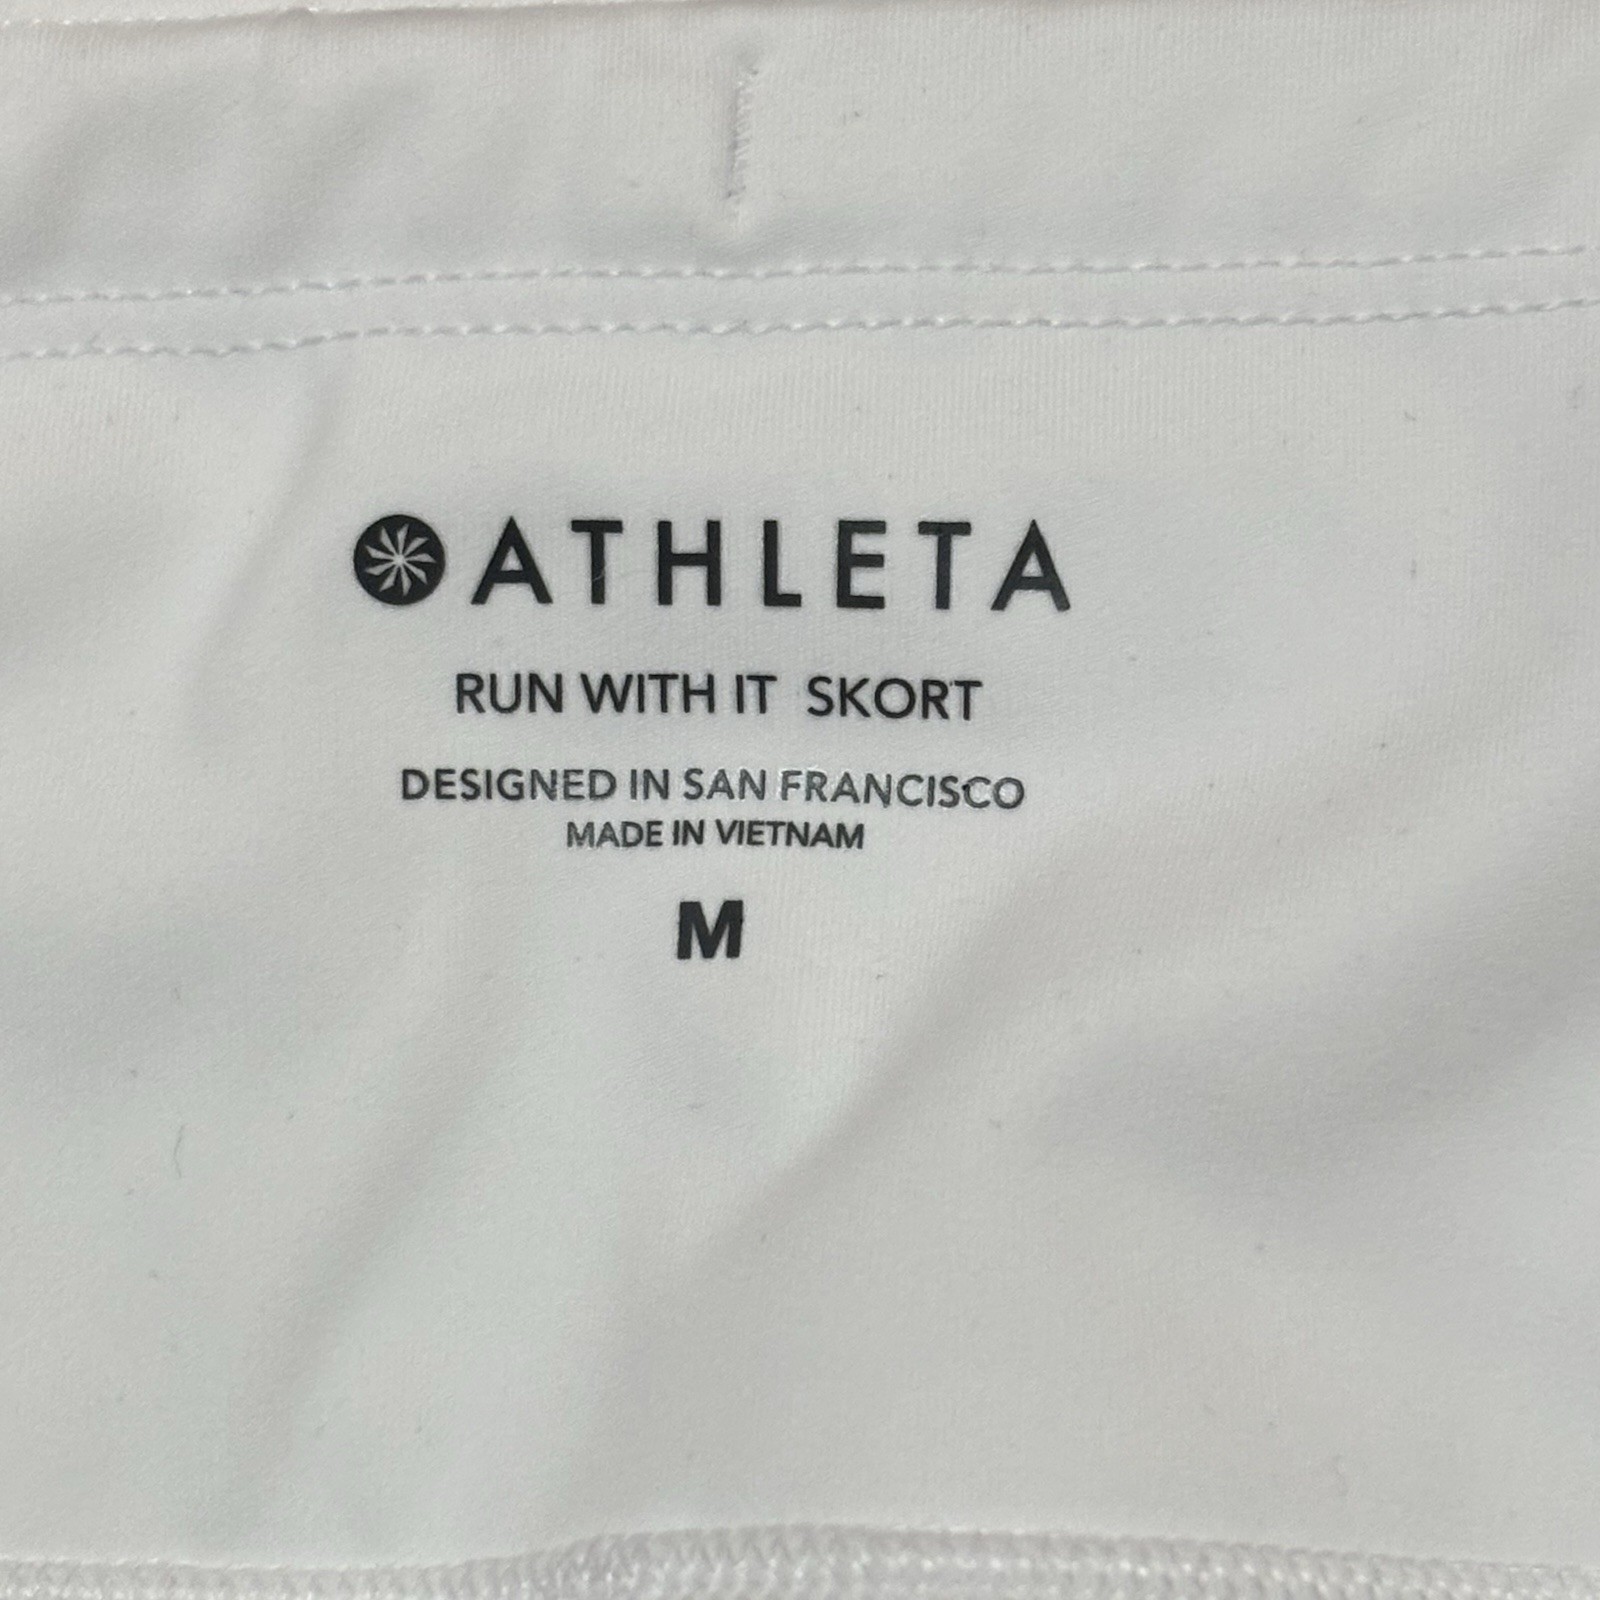 ATHLETA
RUN WITH IT SKORT
DESIGNED IN SAN FRANCISCO
MADE IN VIETNAM
M